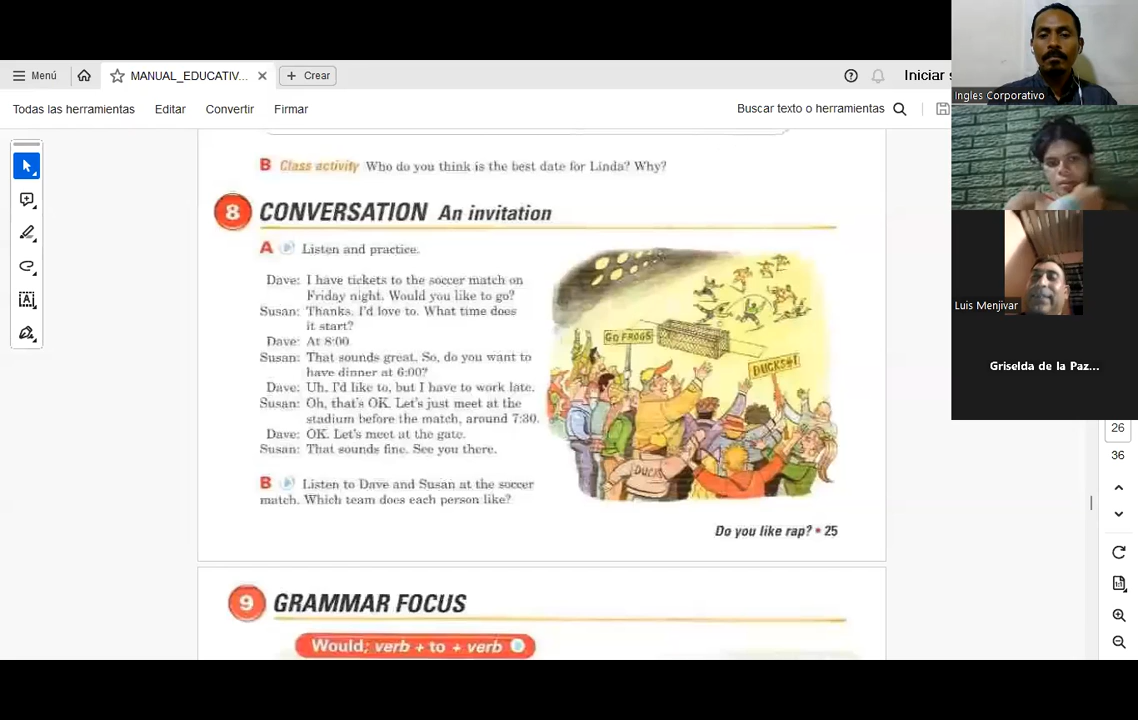 Menú
MANUAL_EDUCATIV...
Crear
Iniciar s
Todas las herramientas
Editar
Convertir
Firmar
Buscar texto o herramientas
B Class activity Who do you think is the best date for Linda? Why?
8 CONVERSATION An invitation
A Listen and practice.
Dave: I have tickets to the soccer match on
Friday night. Would you like to go?
Susan: Thanks. I'd love to. What time does
it start?
Dave: At 8:00.
Susan: That sounds great. So, do you want to
have dinner at 6:00?
Dave: Uh, I'd like to, but I have to work late.
Susan: Oh, that's OK. Let's just meet at the
stadium before the match, around 7:30.
Dave: OK. Let's meet at the gate.
Susan: That sounds fine. See you there.
GO FROGS
DUCKS#1
DUCKS
B Listen to Dave and Susan at the soccer
match. Which team does each person like?
Do you like rap? • 25
9 GRAMMAR FOCUS
Would; verb + to + verb
Ingles Corporativo
Luis Menjivar
Griselda de la Paz...
26
36